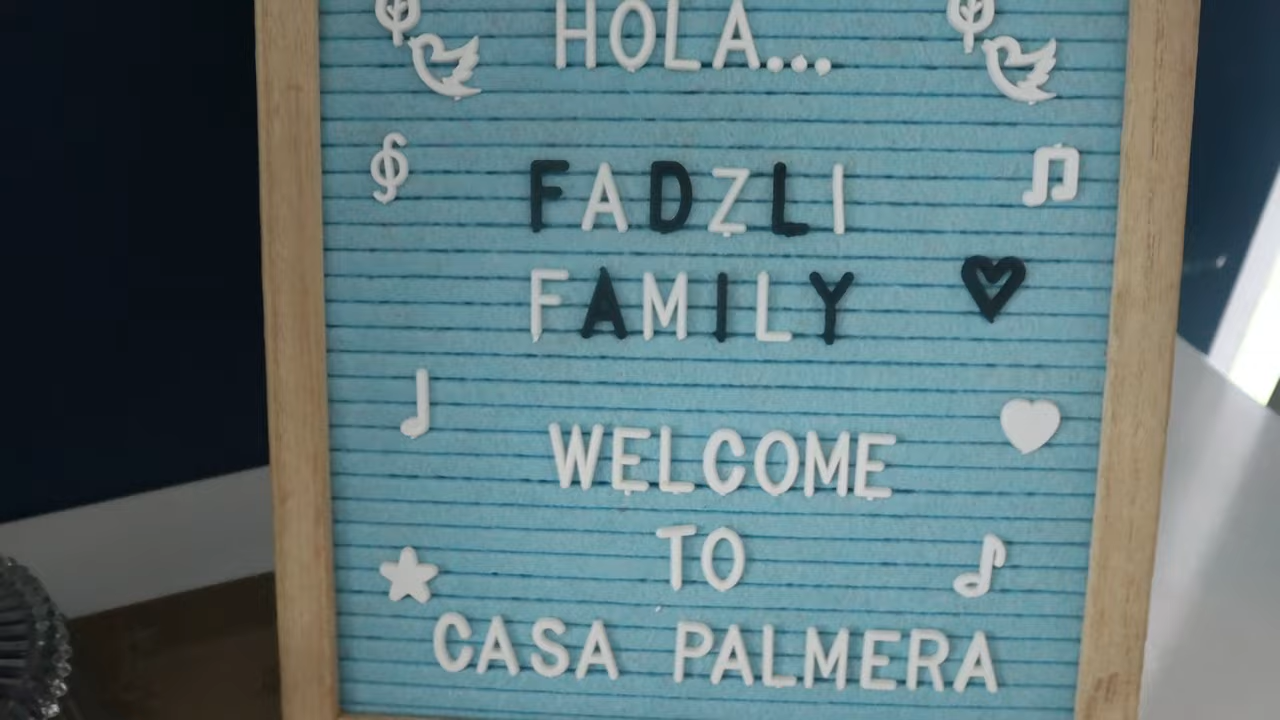 HOLA...
FADZLI
FAMILY
WELCOME
TO
CASA PALMERA